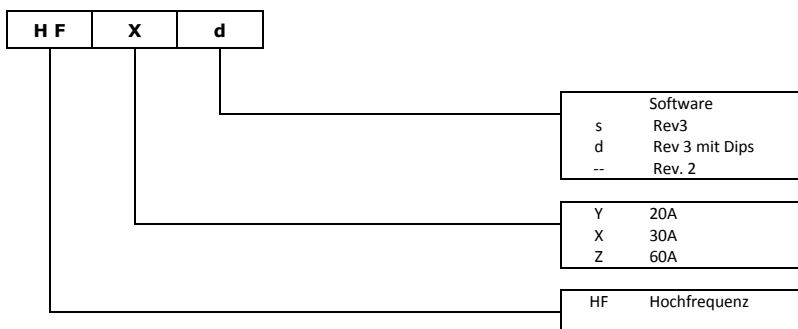 H F X d
Software
s Rev3
d Rev 3 mit Dips
-- Rev. 2
Y 20A
X 30A
Z 60A
HF Hochfrequenz